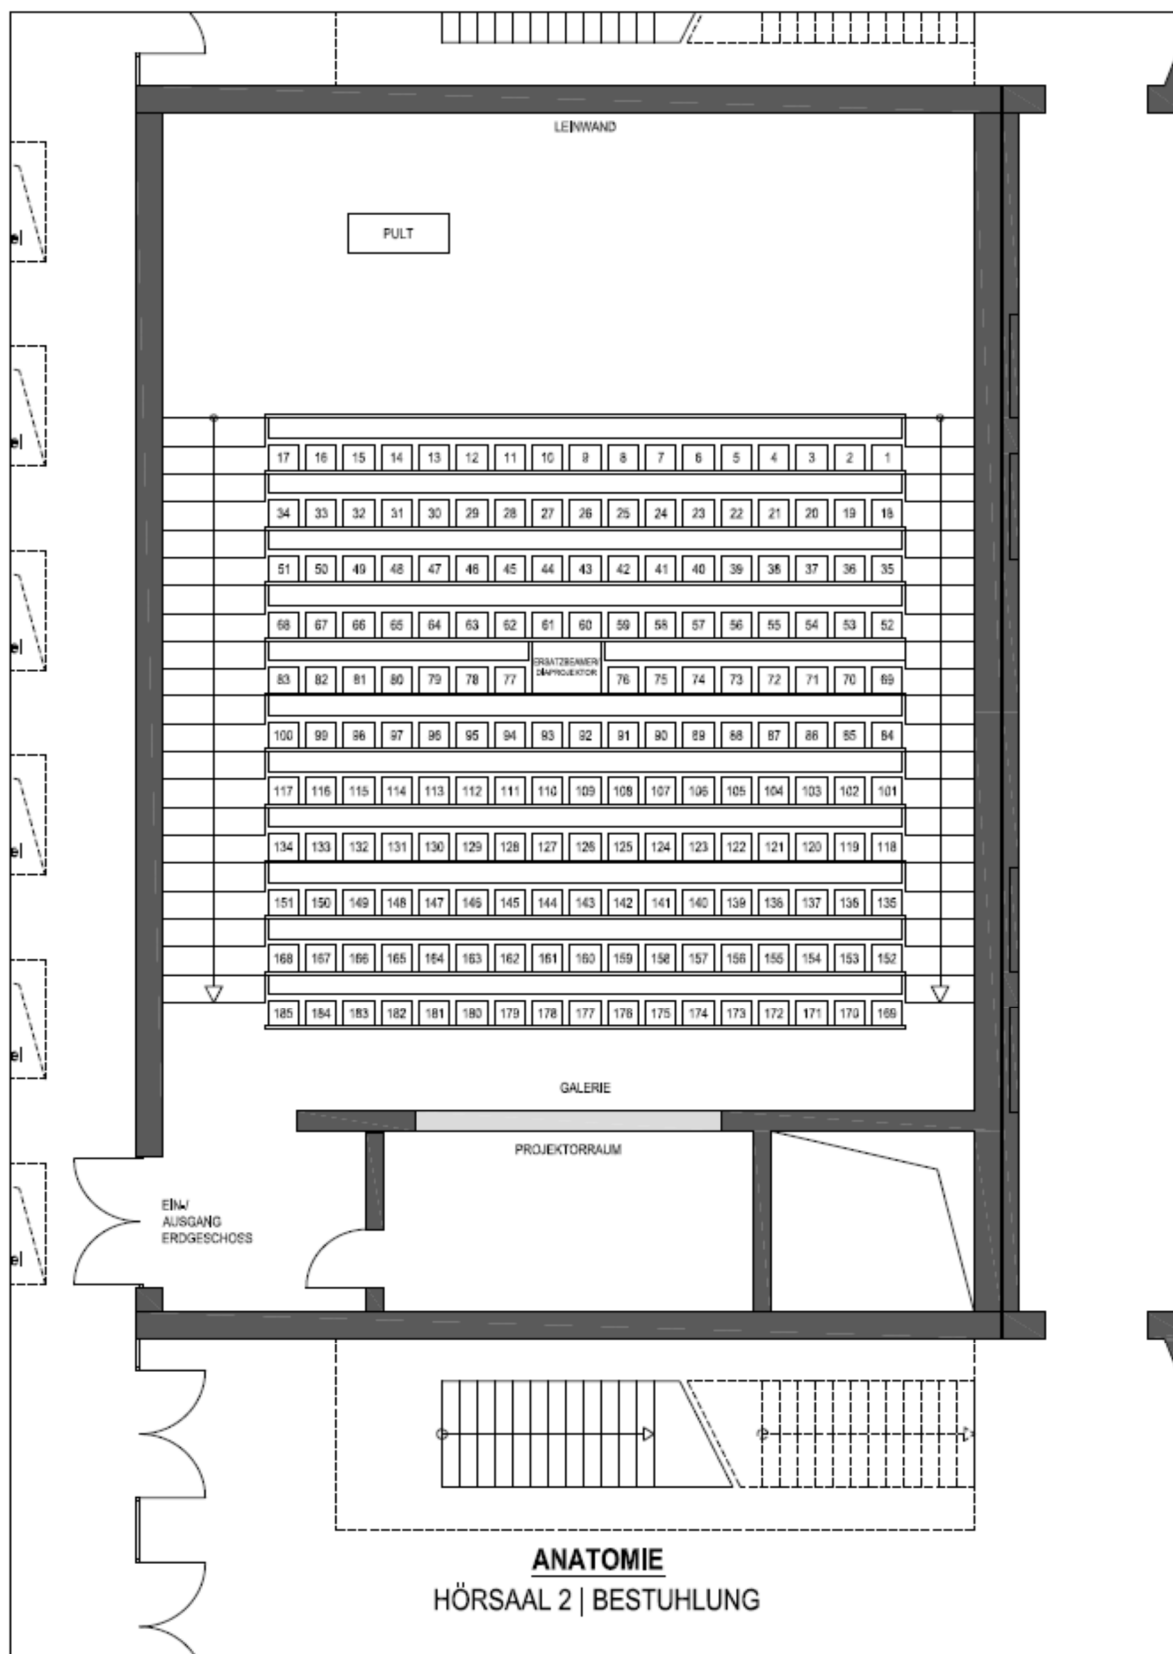 LEINWAND
PULT
17 16 15 14 13 12 11 10 9 8 7 6 5 4 3 2 1
34 33 32 31 30 29 28 27 26 25 24 23 22 21 20 19 18
51 50 49 48 47 46 45 44 43 42 41 40 39 38 37 36 35
68 67 66 65 64 63 62 61 60 59 58 57 56 55 54 53 52
ERSATZBEAMER/
DIAPROJEKTOR
83 82 81 80 79 78 77 76 75 74 73 72 71 70 69
100 99 98 97 96 95 94 93 92 91 90 89 88 87 86 85 84
117 116 115 114 113 112 111 110 109 108 107 106 105 104 103 102 101
134 133 132 131 130 129 128 127 126 125 124 123 122 121 120 119 118
151 150 149 148 147 146 145 144 143 142 141 140 139 138 137 136 135
168 167 166 165 164 163 162 161 160 159 158 157 156 155 154 153 152
185 184 183 182 181 180 179 178 177 176 175 174 173 172 171 170 169
GALERIE
PROJEKTORRAUM
EIN-/
AUSGANG
ERDGESCHOSS
ANATOMIE
HÖRSAAL 2 | BESTUHLUNG